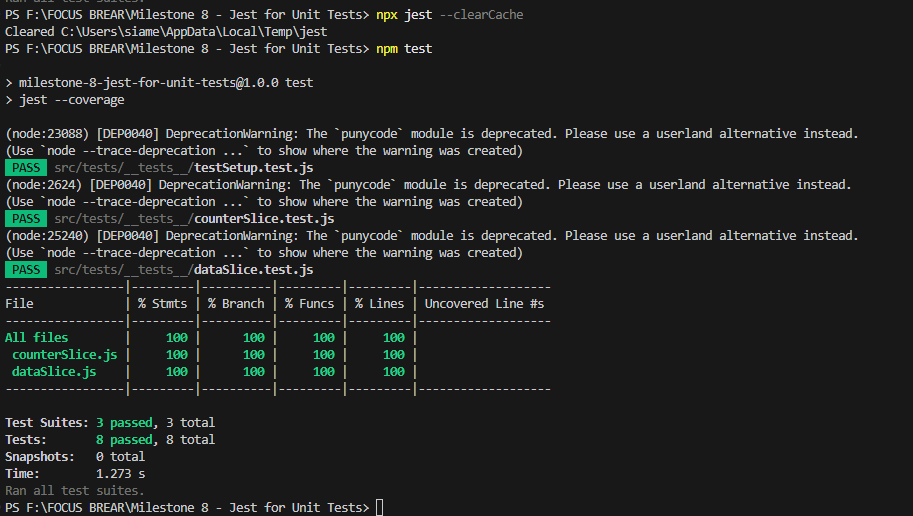 Ran all test suites.
PS F:\FOCUS BREAR\Milestone 8 - Jest for Unit Tests> npx jest --clearCache
Cleared C:\Users\siame\AppData\Local\Temp\jest
PS F:\FOCUS BREAR\Milestone 8 - Jest for Unit Tests> npm test
> milestone-8-jest-for-unit-tests@1.0.0 test
> jest --coverage
(node:23088) [DEP0040] DeprecationWarning: The `punycode` module is deprecated. Please use a userland alternative instead.
(Use `node --trace-deprecation ...` to show where the warning was created)
PASS src/tests/__tests__/testSetup.test.js
(node:2624) [DEP0040] DeprecationWarning: The `punycode` module is deprecated. Please use a userland alternative instead.
(Use `node --trace-deprecation ...` to show where the warning was created)
PASS src/tests/__tests__/counterSlice.test.js
(node:25240) [DEP0040] DeprecationWarning: The `punycode` module is deprecated. Please use a userland alternative instead.
(Use `node --trace-deprecation ...` to show where the warning was created)
PASS src/tests/__tests__/dataSlice.test.js
-----------------|---------|----------|---------|---------|-------------------
File             | % Stmts | % Branch | % Funcs | % Lines | Uncovered Line #s
-----------------|---------|----------|---------|---------|-------------------
All files        |     100 |      100 |     100 |     100 |
 counterSlice.js |     100 |      100 |     100 |     100 |
 dataSlice.js    |     100 |      100 |     100 |     100 |
-----------------|---------|----------|---------|---------|-------------------
Test Suites: 3 passed, 3 total
Tests:       8 passed, 8 total
Snapshots:   0 total
Time:        1.273 s
Ran all test suites.
PS F:\FOCUS BREAR\Milestone 8 - Jest for Unit Tests>